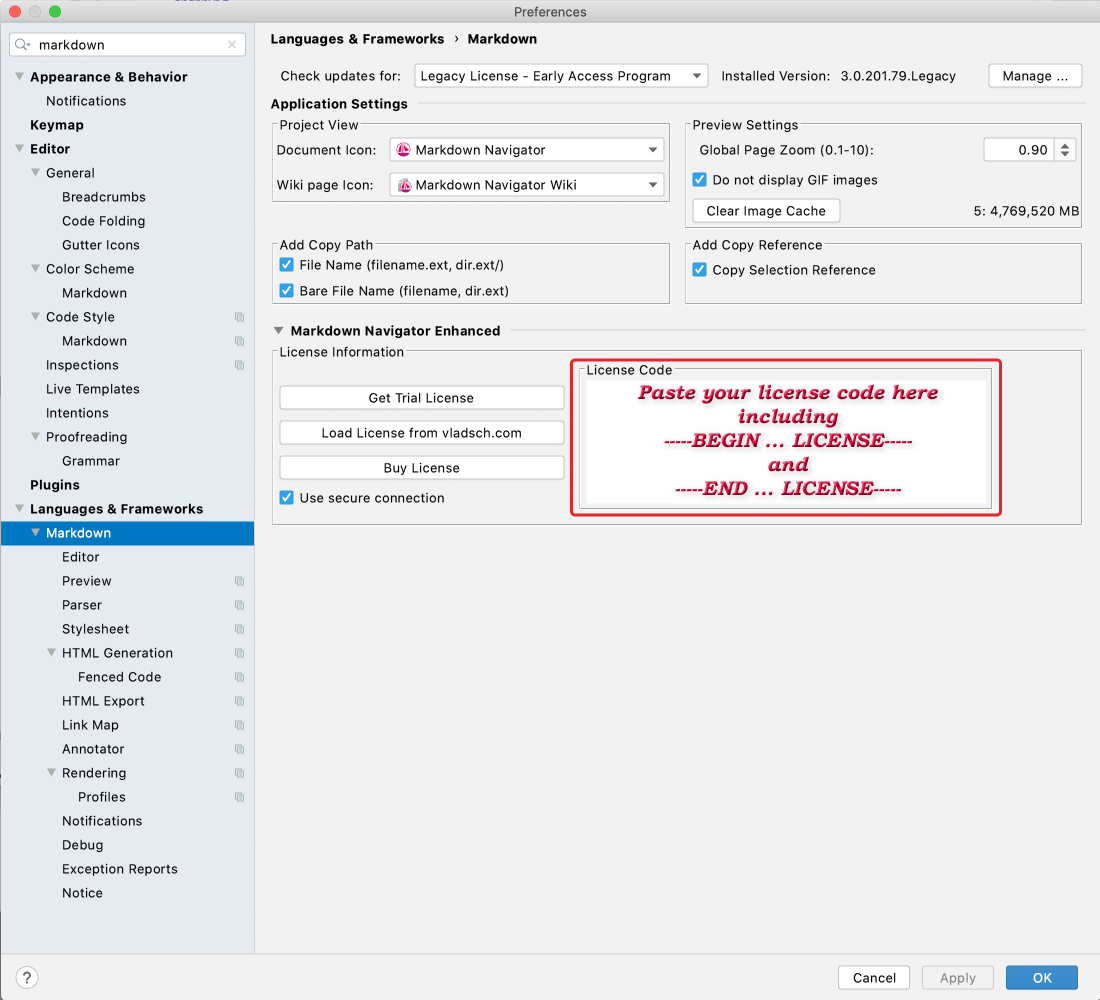 Preferences
markdown
Appearance & Behavior
Notifications
Keymap
Editor
General
Breadcrumbs
Code Folding
Gutter Icons
Color Scheme
Markdown
Code Style
Markdown
Inspections
Live Templates
Intentions
Proofreading
Grammar
Plugins
Languages & Frameworks
Markdown
Editor
Preview
Parser
Stylesheet
HTML Generation
Fenced Code
HTML Export
Link Map
Annotator
Rendering
Profiles
Notifications
Debug
Exception Reports
Notice
Languages & Frameworks › Markdown
Check updates for: Legacy License - Early Access Program Installed Version: 3.0.201.79.Legacy Manage ...
Application Settings
Project View
Document Icon: Markdown Navigator
Wiki page Icon: Markdown Navigator Wiki
Preview Settings
Global Page Zoom (0.1-10): 0.90
Do not display GIF images
Clear Image Cache 5: 4,769,520 MB
Add Copy Path
File Name (filename.ext, dir.ext/)
Bare File Name (filename, dir.ext)
Add Copy Reference
Copy Selection Reference
Markdown Navigator Enhanced
License Information
Get Trial License
Load License from vladsch.com
Buy License
Use secure connection
License Code
Paste your license code here
including
-----BEGIN ... LICENSE-----
and
-----END ... LICENSE-----
? Cancel Apply OK